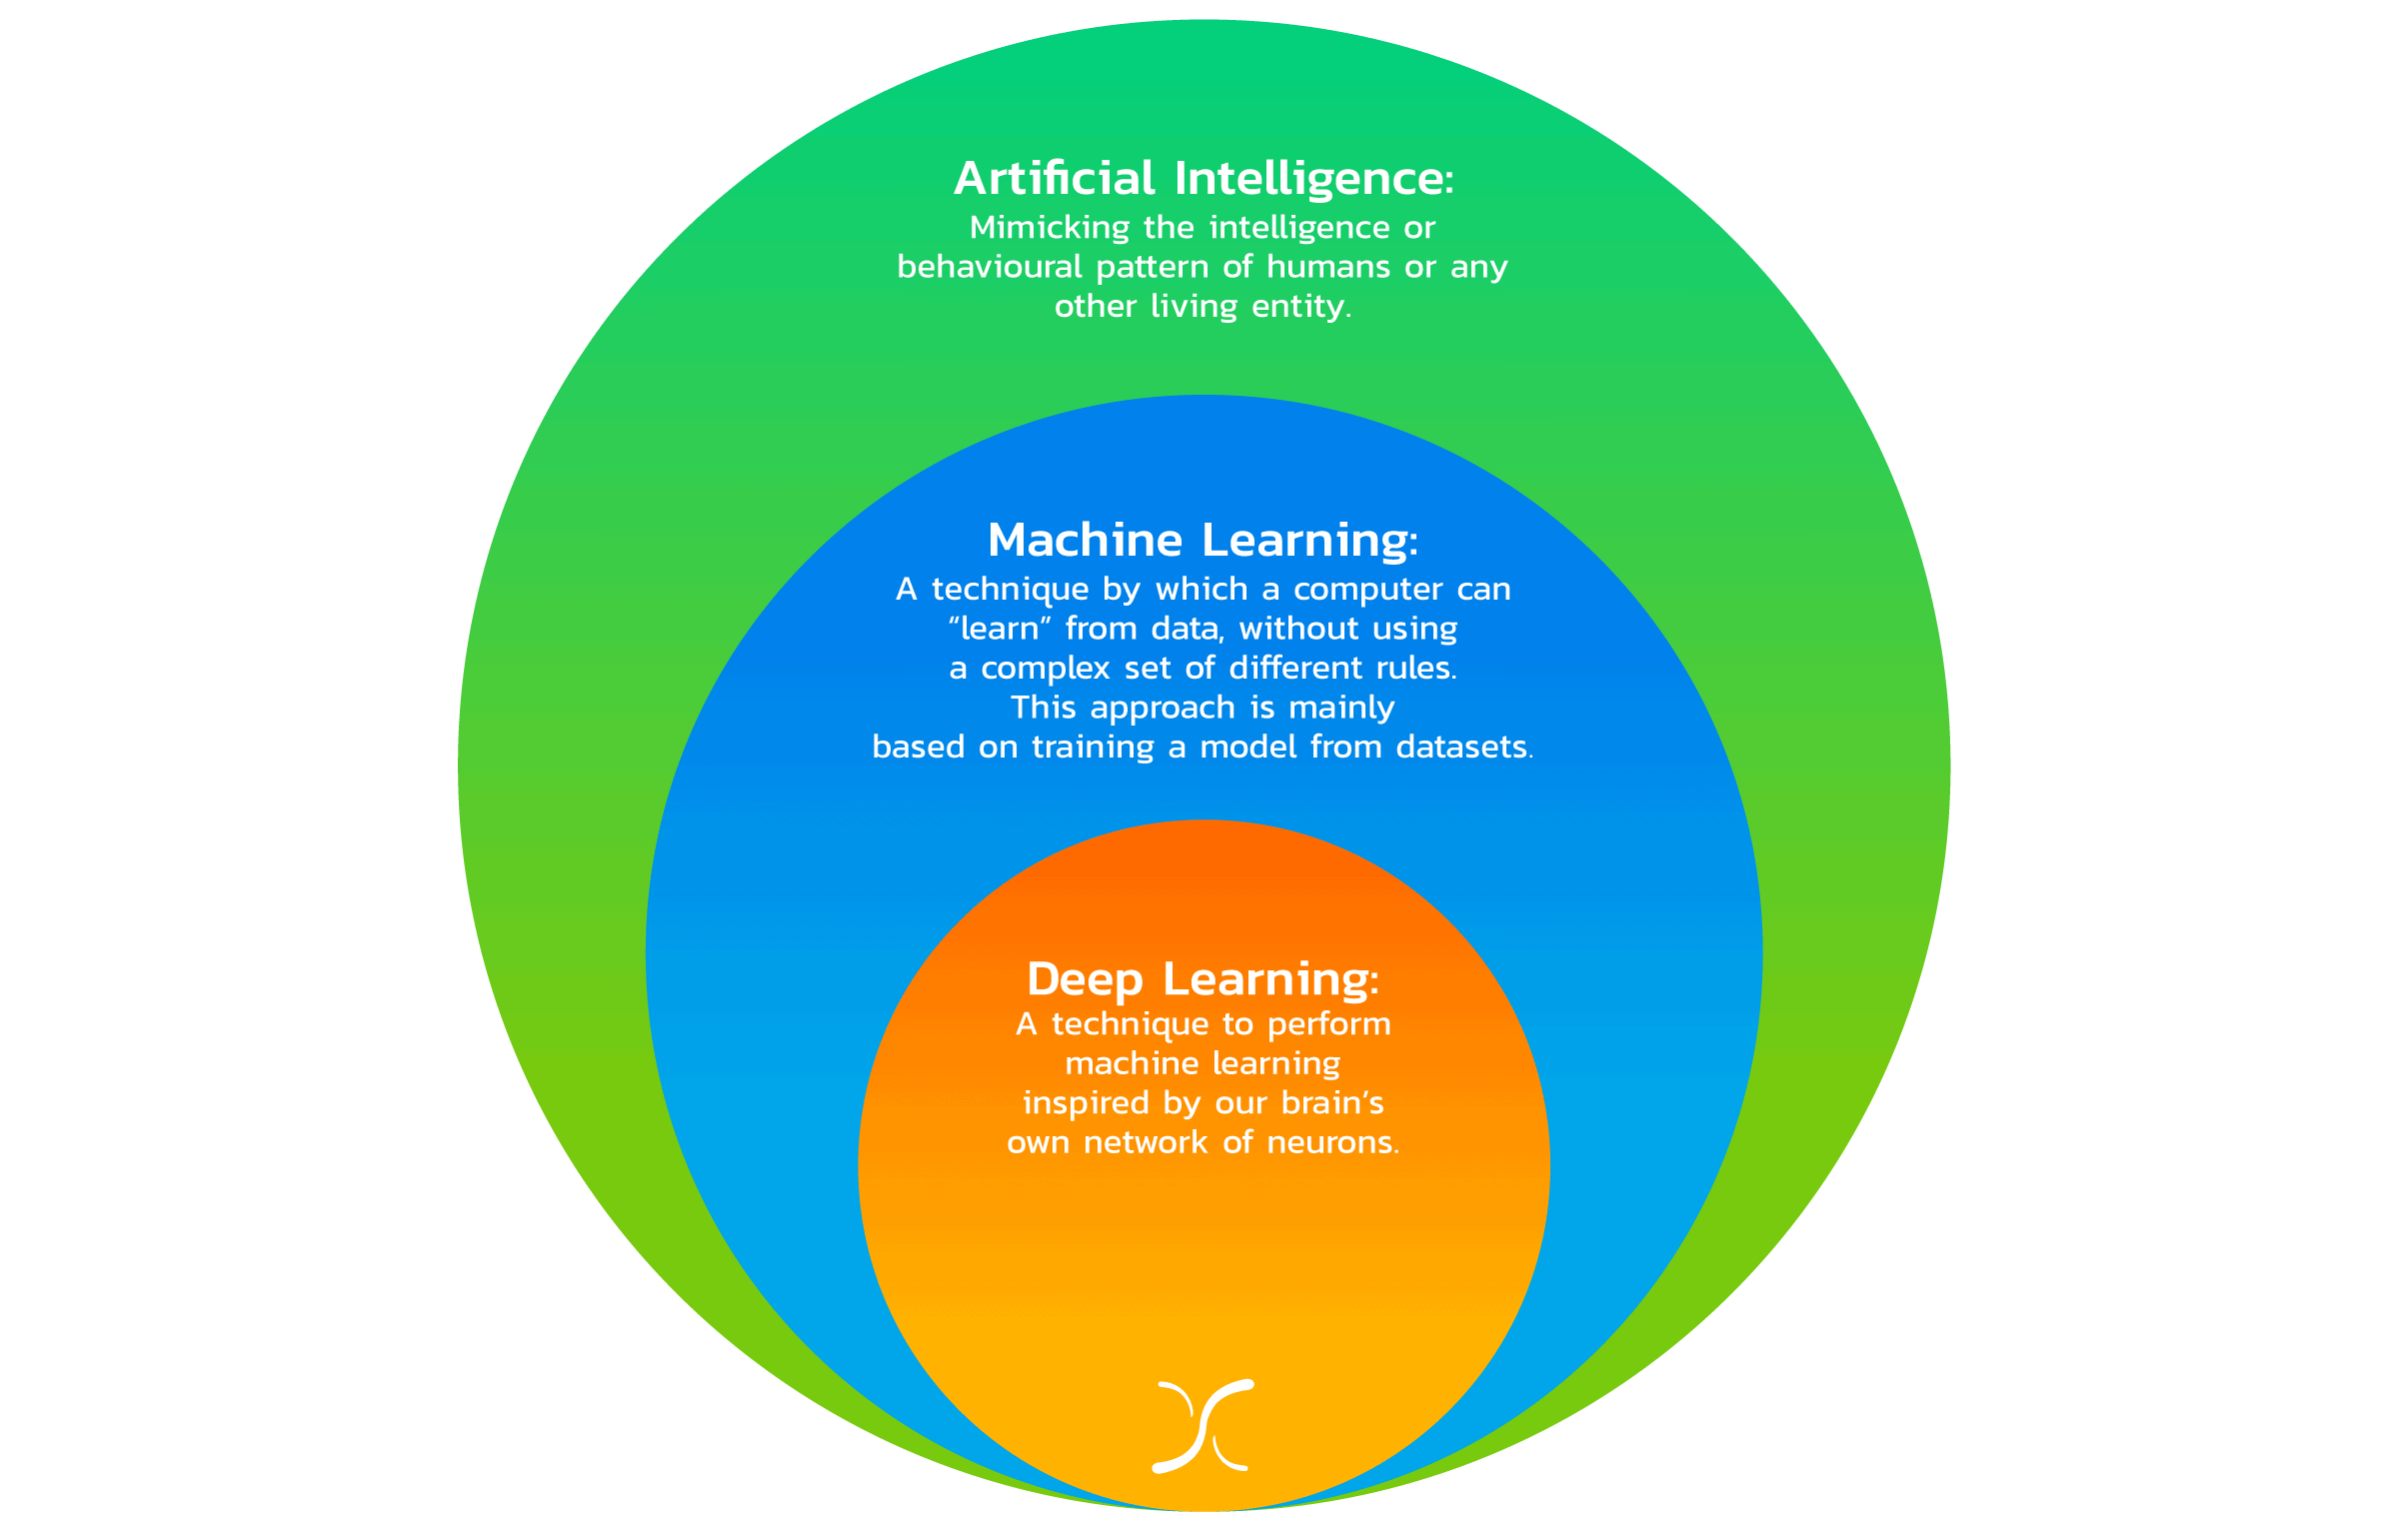 Artificial Intelligence:
Mimicking the intelligence or
behavioural pattern of humans or any
other living entity.
Machine Learning:
A technique by which a computer can
“learn” from data, without using
a complex set of different rules.
This approach is mainly
based on training a model from datasets.
Deep Learning:
A technique to perform
machine learning
inspired by our brain’s
own network of neurons.